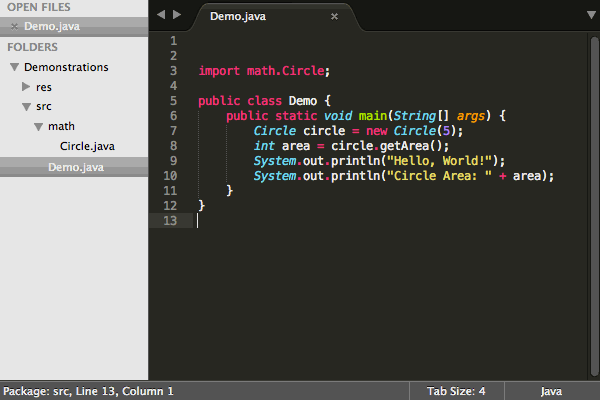 OPEN FILES
× Demo.java
FOLDERS
Demonstrations
res
src
math
Circle.java
Demo.java
Demo.java ×
1
2
3 import math.Circle;
4
5 public class Demo {
6 public static void main(String[] args) {
7 Circle circle = new Circle(5);
8 int area = circle.getArea();
9 System.out.println("Hello, World!");
10 System.out.println("Circle Area: " + area);
11 }
12 }
13
Package: src, Line 13, Column 1 Tab Size: 4 Java